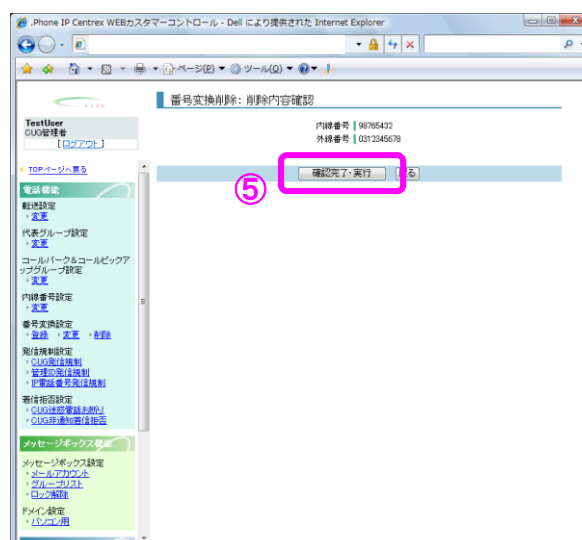 .Phone IP Centrex WEBカスタマーコントロール - Dell により提供された Internet Explorer
ページ(P) ツール(O)
番号変換削除: 削除内容確認
TestUser
CUG管理者
[ログアウト]
内線番号 98765432
外線番号 0312345678
TOPページへ戻る
⑤
確認完了・実行
戻る
電話機能
転送設定
・変更
代表グループ設定
・変更
コールパーク&コールピックア
ップグループ設定
・変更
内線番号設定
・変更
番号変換設定
・登録 ・変更 ・削除
発信規制設定
・CUG発信規制
・管理ID発信規制
・IP電話番号発信規制
着信拒否設定
・CUG迷惑電話お断り
・CUG非通知着信拒否
メッセージボックス機能
メッセージボックス設定
・メールアカウント
・グループリスト
・ロック解除
ドメイン設定
・パソコン用